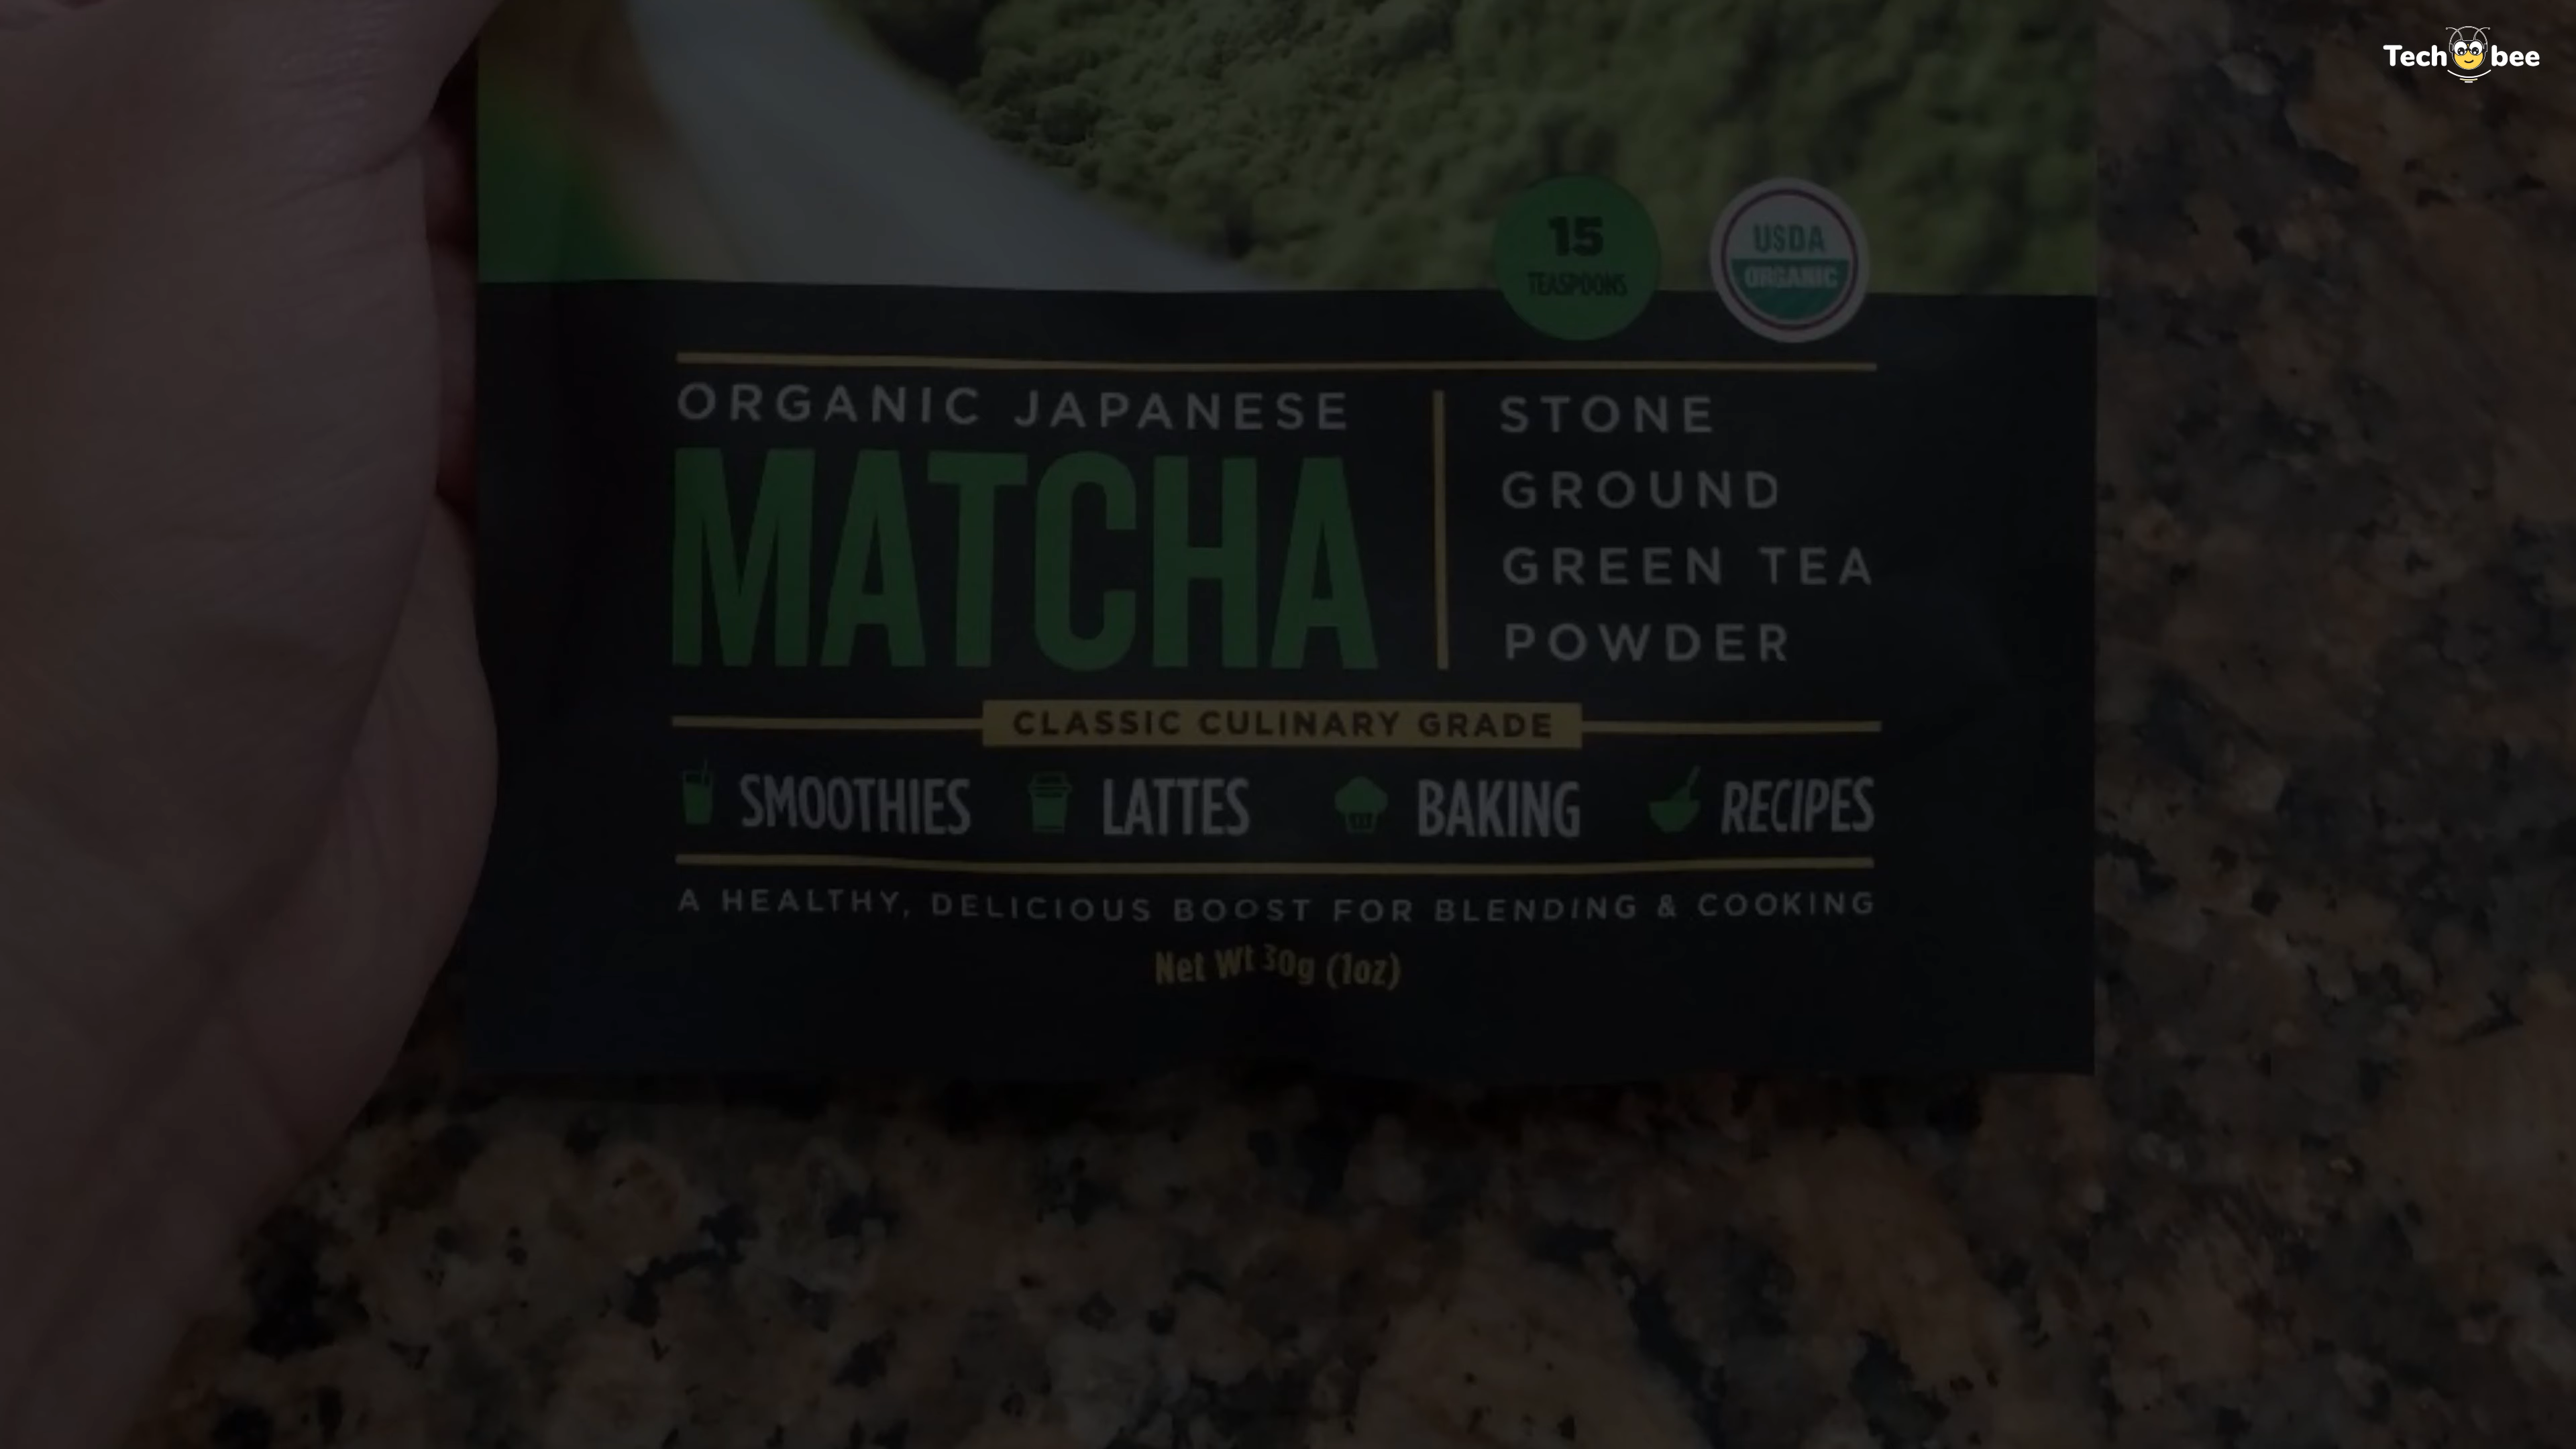 Tech bee
15
TEASPOONS
USDA
ORGANIC
ORGANIC JAPANESE
MATCHA
STONE
GROUND
GREEN TEA
POWDER
CLASSIC CULINARY GRADE
SMOOTHIES LATTES BAKING RECIPES
A HEALTHY, DELICIOUS BOOST FOR BLENDING & COOKING
Net Wt 30g (1oz)